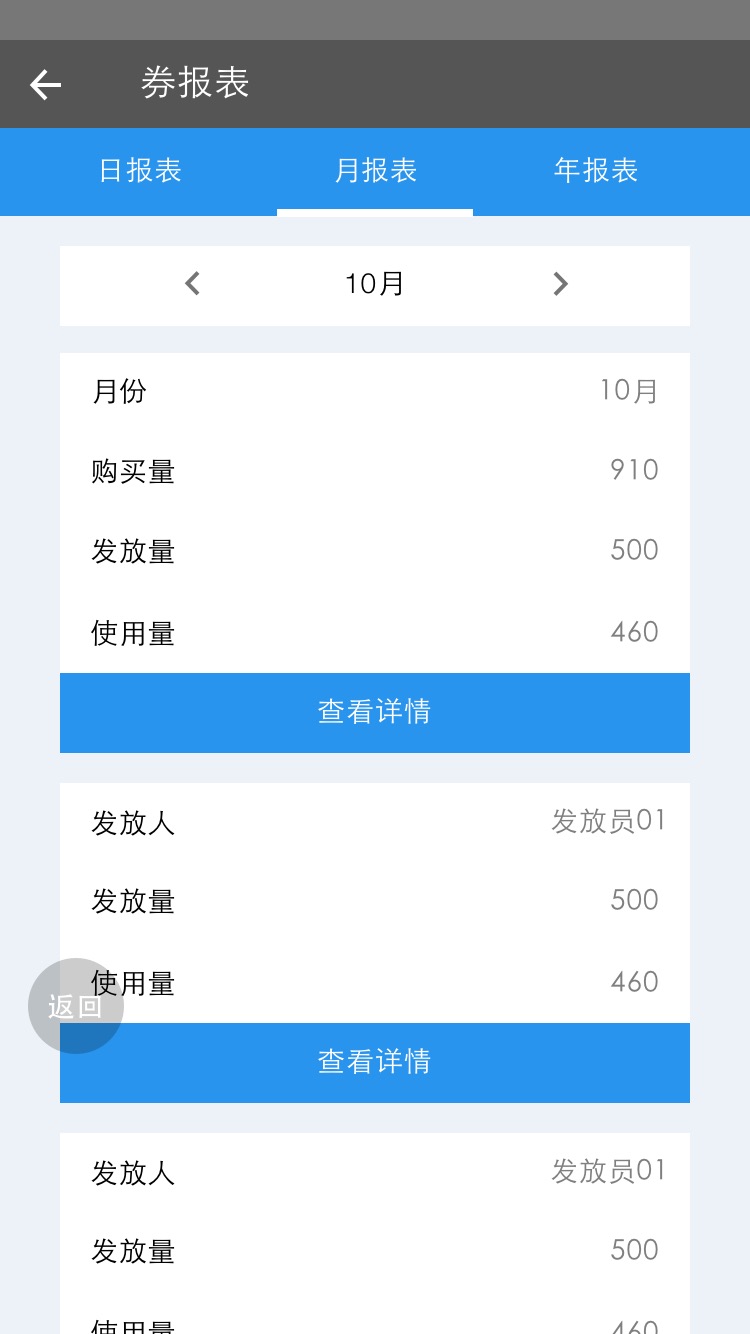 券报表
日报表 月报表 年报表
10月
月份 10月
购买量 910
发放量 500
使用量 460
查看详情
发放人 发放员01
发放量 500
使用量 460
返回
查看详情
发放人 发放员01
发放量 500
使用量 460